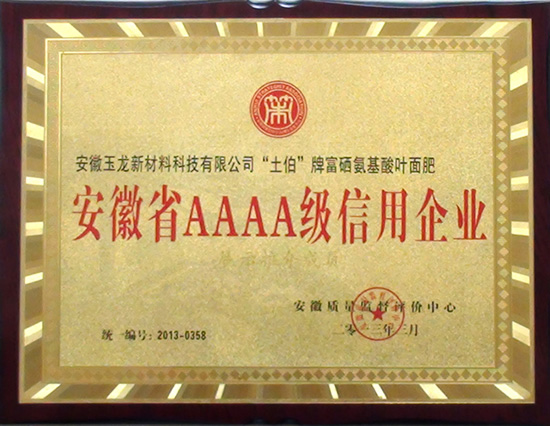 安徽玉龙新材料科技有限公司“土伯”牌富硒氨基酸叶面肥
安徽省AAAA级信用企业
安徽质量监督评价中心
统一编号:2013-0358
二零一三年三月